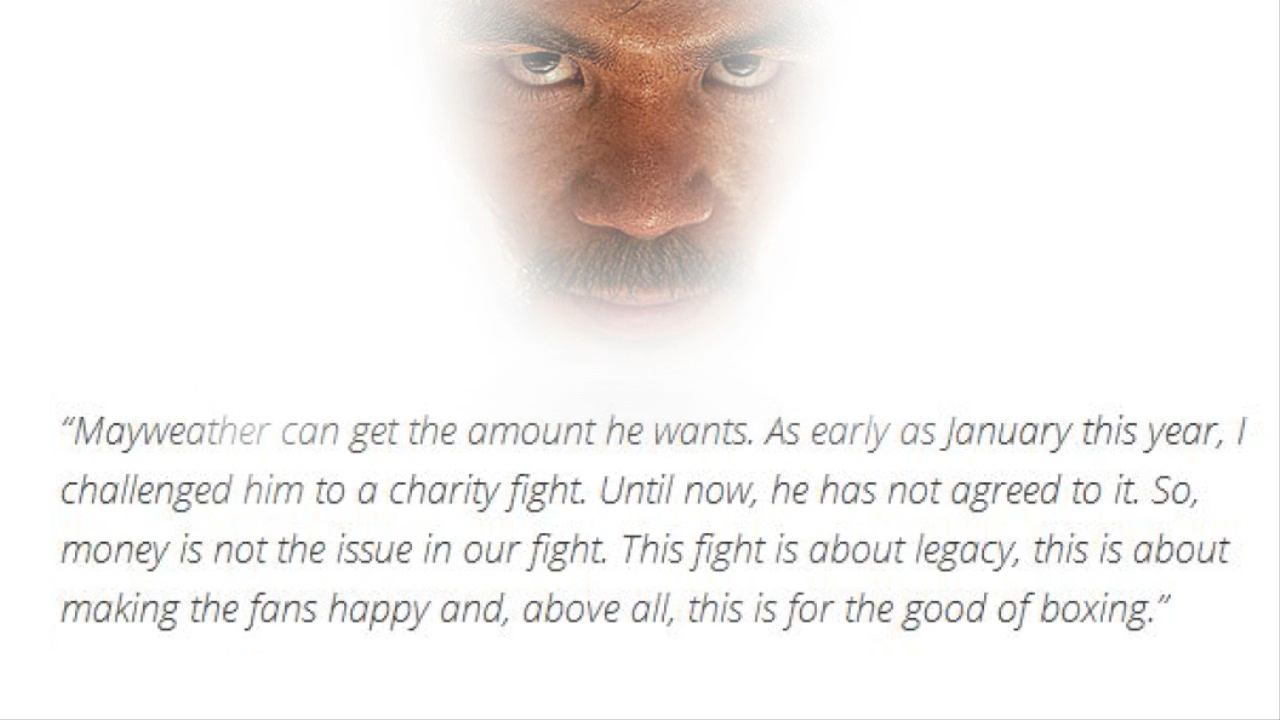 “Mayweather can get the amount he wants. As early as January this year, I
challenged him to a charity fight. Until now, he has not agreed to it. So,
money is not the issue in our fight. This fight is about legacy, this is about
making the fans happy and, above all, this is for the good of boxing.”